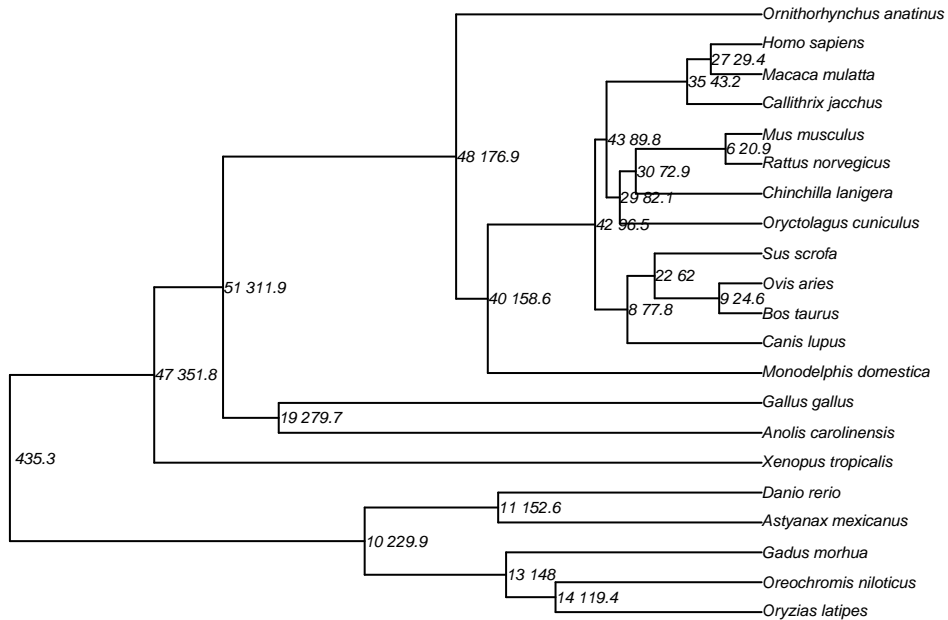 Ornithorhynchus anatinus
Homo sapiens
27 29.4
Macaca mulatta
35 43.2
Callithrix jacchus
Mus musculus
43 89.8
6 20.9
48 176.9
Rattus norvegicus
30 72.9
Chinchilla lanigera
29 82.1
Oryctolagus cuniculus
42 96.5
Sus scrofa
22 62
Ovis aries
51 311.9
40 158.6
9 24.6
8 77.8
Bos taurus
Canis lupus
Monodelphis domestica
47 351.8
Gallus gallus
19 279.7
Anolis carolinensis
435.3
Xenopus tropicalis
Danio rerio
11 152.6
Astyanax mexicanus
10 229.9
Gadus morhua
13 148
Oreochromis niloticus
14 119.4
Oryzias latipes